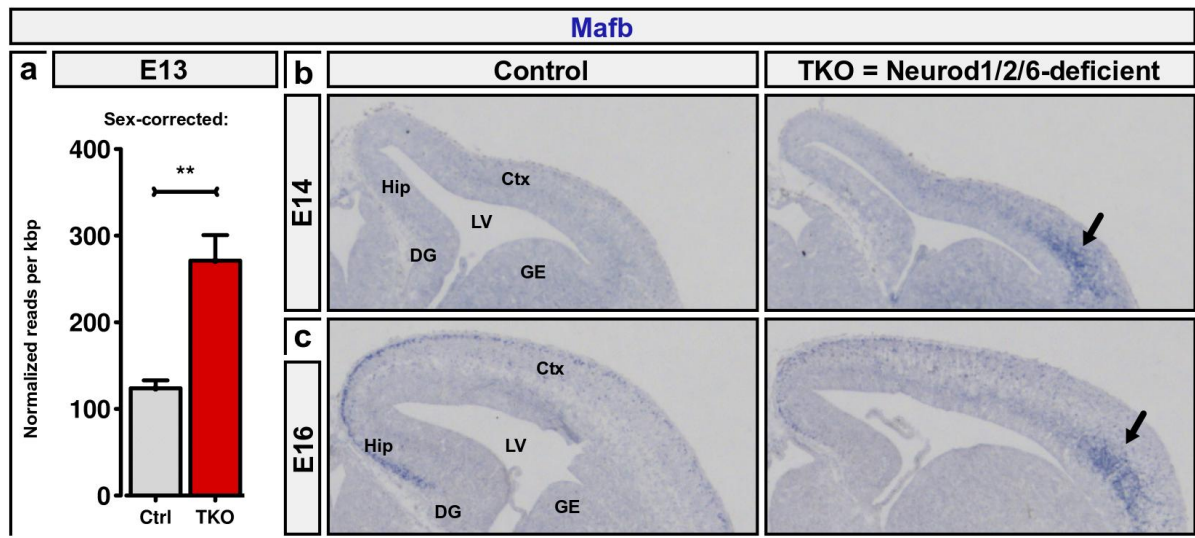 Mafb
a
E13
b
Control
TKO = Neurod1/2/6-deficient
Sex-corrected:
400
300
200
100
0
**
Normalized reads per kbp
Ctrl
TKO
E14
Hip
Ctx
LV
DG
GE
c
E16
Ctx
Hip
LV
DG
GE